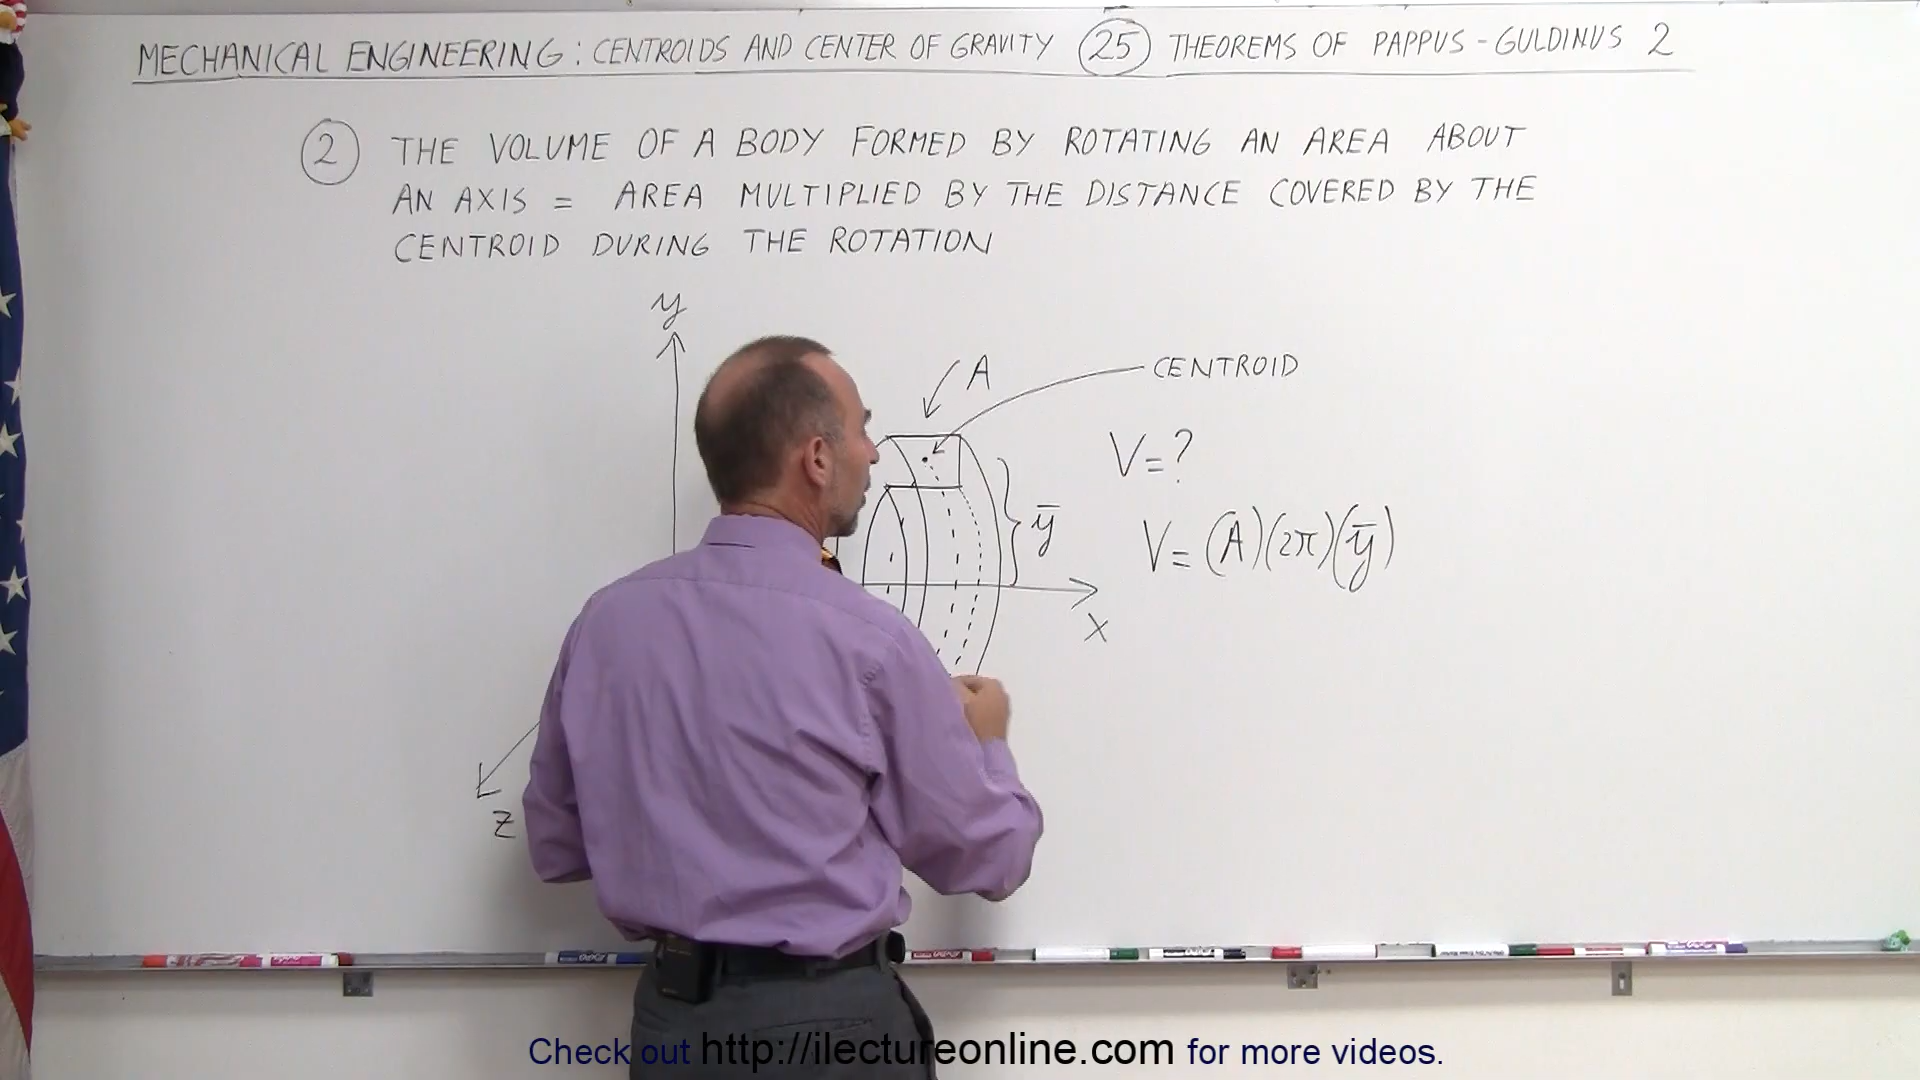 MECHANICAL ENGINEERING: CENTROIDS AND CENTER OF GRAVITY (25) THEOREMS OF PAPPUS-GULDINUS 2
(2) THE VOLUME OF A BODY FORMED BY ROTATING AN AREA ABOUT
AN AXIS = AREA MULTIPLIED BY THE DISTANCE COVERED BY THE
CENTROID DURING THE ROTATION
y
A
CENTROID
V=?
ȳ
V=(A)(2π)(ȳ)
X
Z
Check out http://ilectureonline.com for more videos.